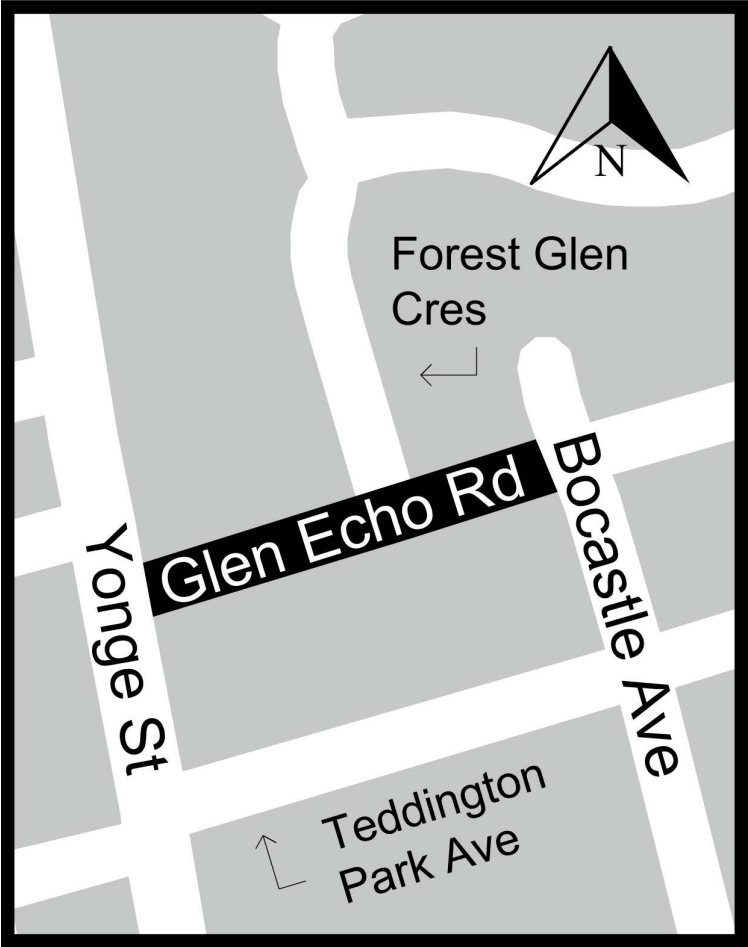 N
Forest Glen
Cres
Glen Echo Rd
Bocastle Ave
Yonge St
Teddington
Park Ave